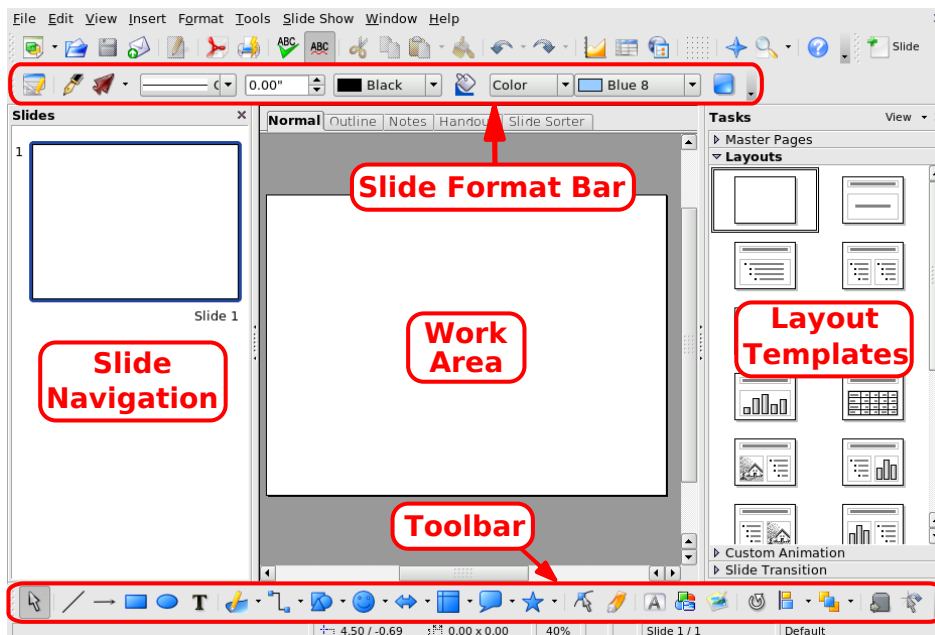 File Edit View Insert Format Tools Slide Show Window Help
ABC ABC Slide
0.00" Black Color Blue 8
Slides
Normal Outline Notes Slide Sorter
Tasks View
Master Pages
Layouts
1
Slide Format Bar
Slide 1
Work
Area
Layout
Templates
Slide
Navigation
Toolbar
Custom Animation
Slide Transition
T A
4.50 / -0.69 0.00 x 0.00 40% Slide 1 / 1 Default